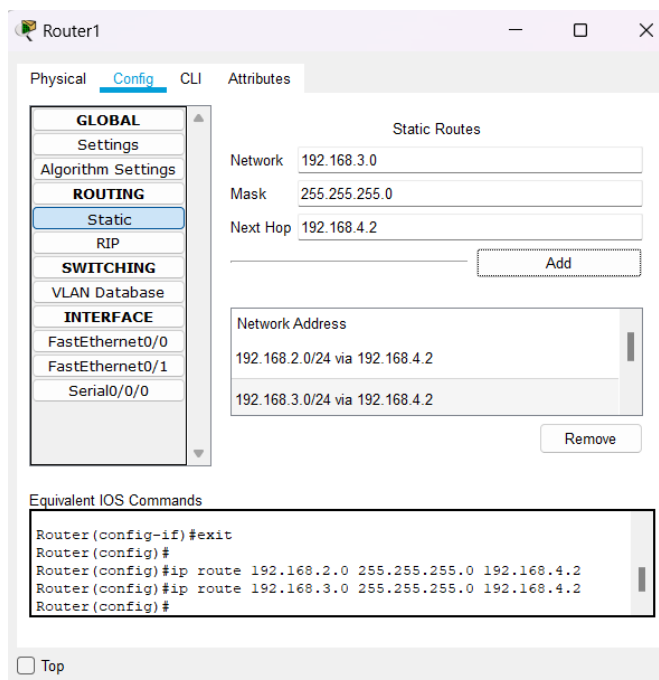 Router1
Physical Config CLI Attributes
GLOBAL
Settings
Algorithm Settings
ROUTING
Static
RIP
SWITCHING
VLAN Database
INTERFACE
FastEthernet0/0
FastEthernet0/1
Serial0/0/0
Static Routes
Network 192.168.3.0
Mask 255.255.255.0
Next Hop 192.168.4.2
Add
Network Address
192.168.2.0/24 via 192.168.4.2
192.168.3.0/24 via 192.168.4.2
Remove
Equivalent IOS Commands
Router(config-if)#exit
Router(config)#
Router(config)#ip route 192.168.2.0 255.255.255.0 192.168.4.2
Router(config)#ip route 192.168.3.0 255.255.255.0 192.168.4.2
Router(config)#
Top